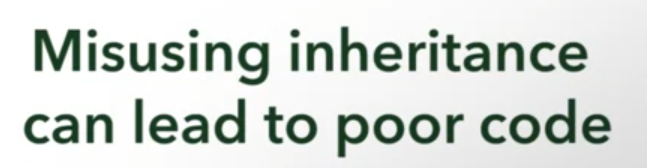 Misusing inheritance
can lead to poor code